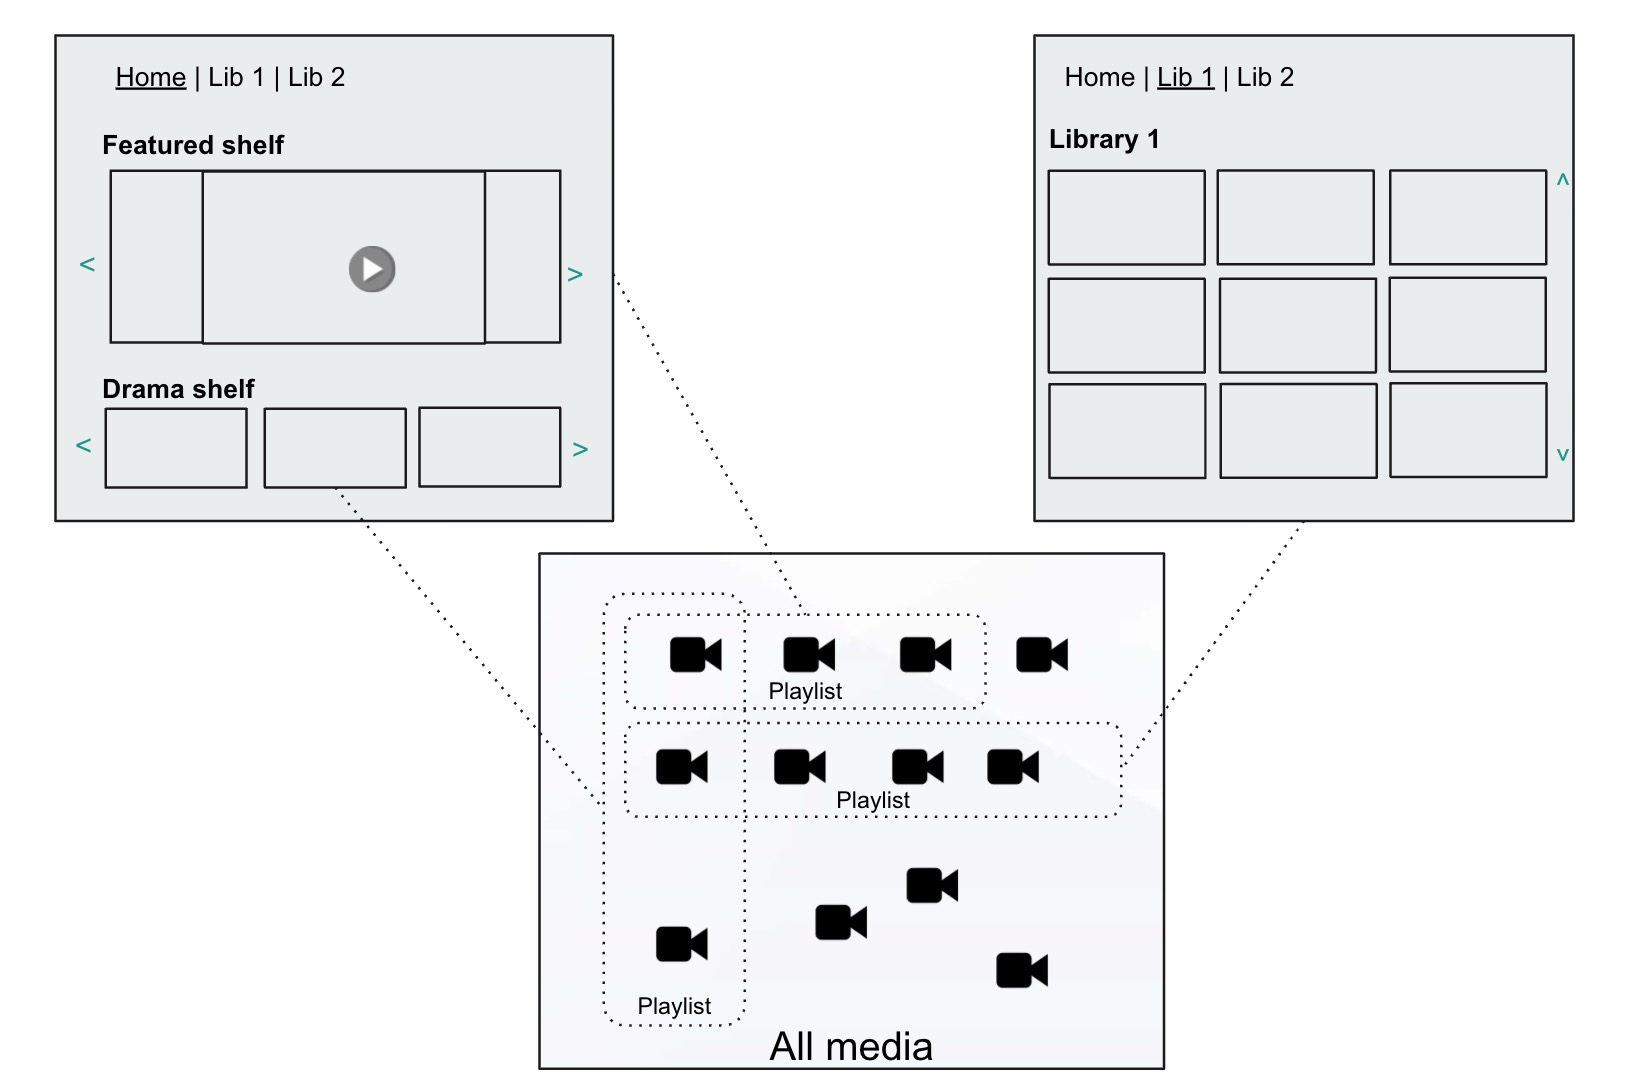 Home | Lib 1 | Lib 2
Featured shelf
<
>
Drama shelf
<
>
Home | Lib 1 | Lib 2
Library 1
^
v
Playlist
Playlist
Playlist
All media